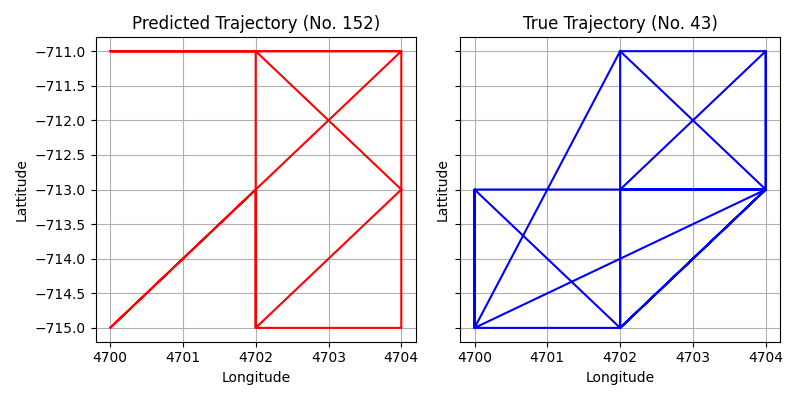 Predicted Trajectory (No. 152)
−711.0
−711.5
−712.0
−712.5
−713.0
−713.5
−714.0
−714.5
−715.0
Lattitude
4700 4701 4702 4703 4704
Longitude
True Trajectory (No. 43)
Lattitude
4700 4701 4702 4703 4704
Longitude